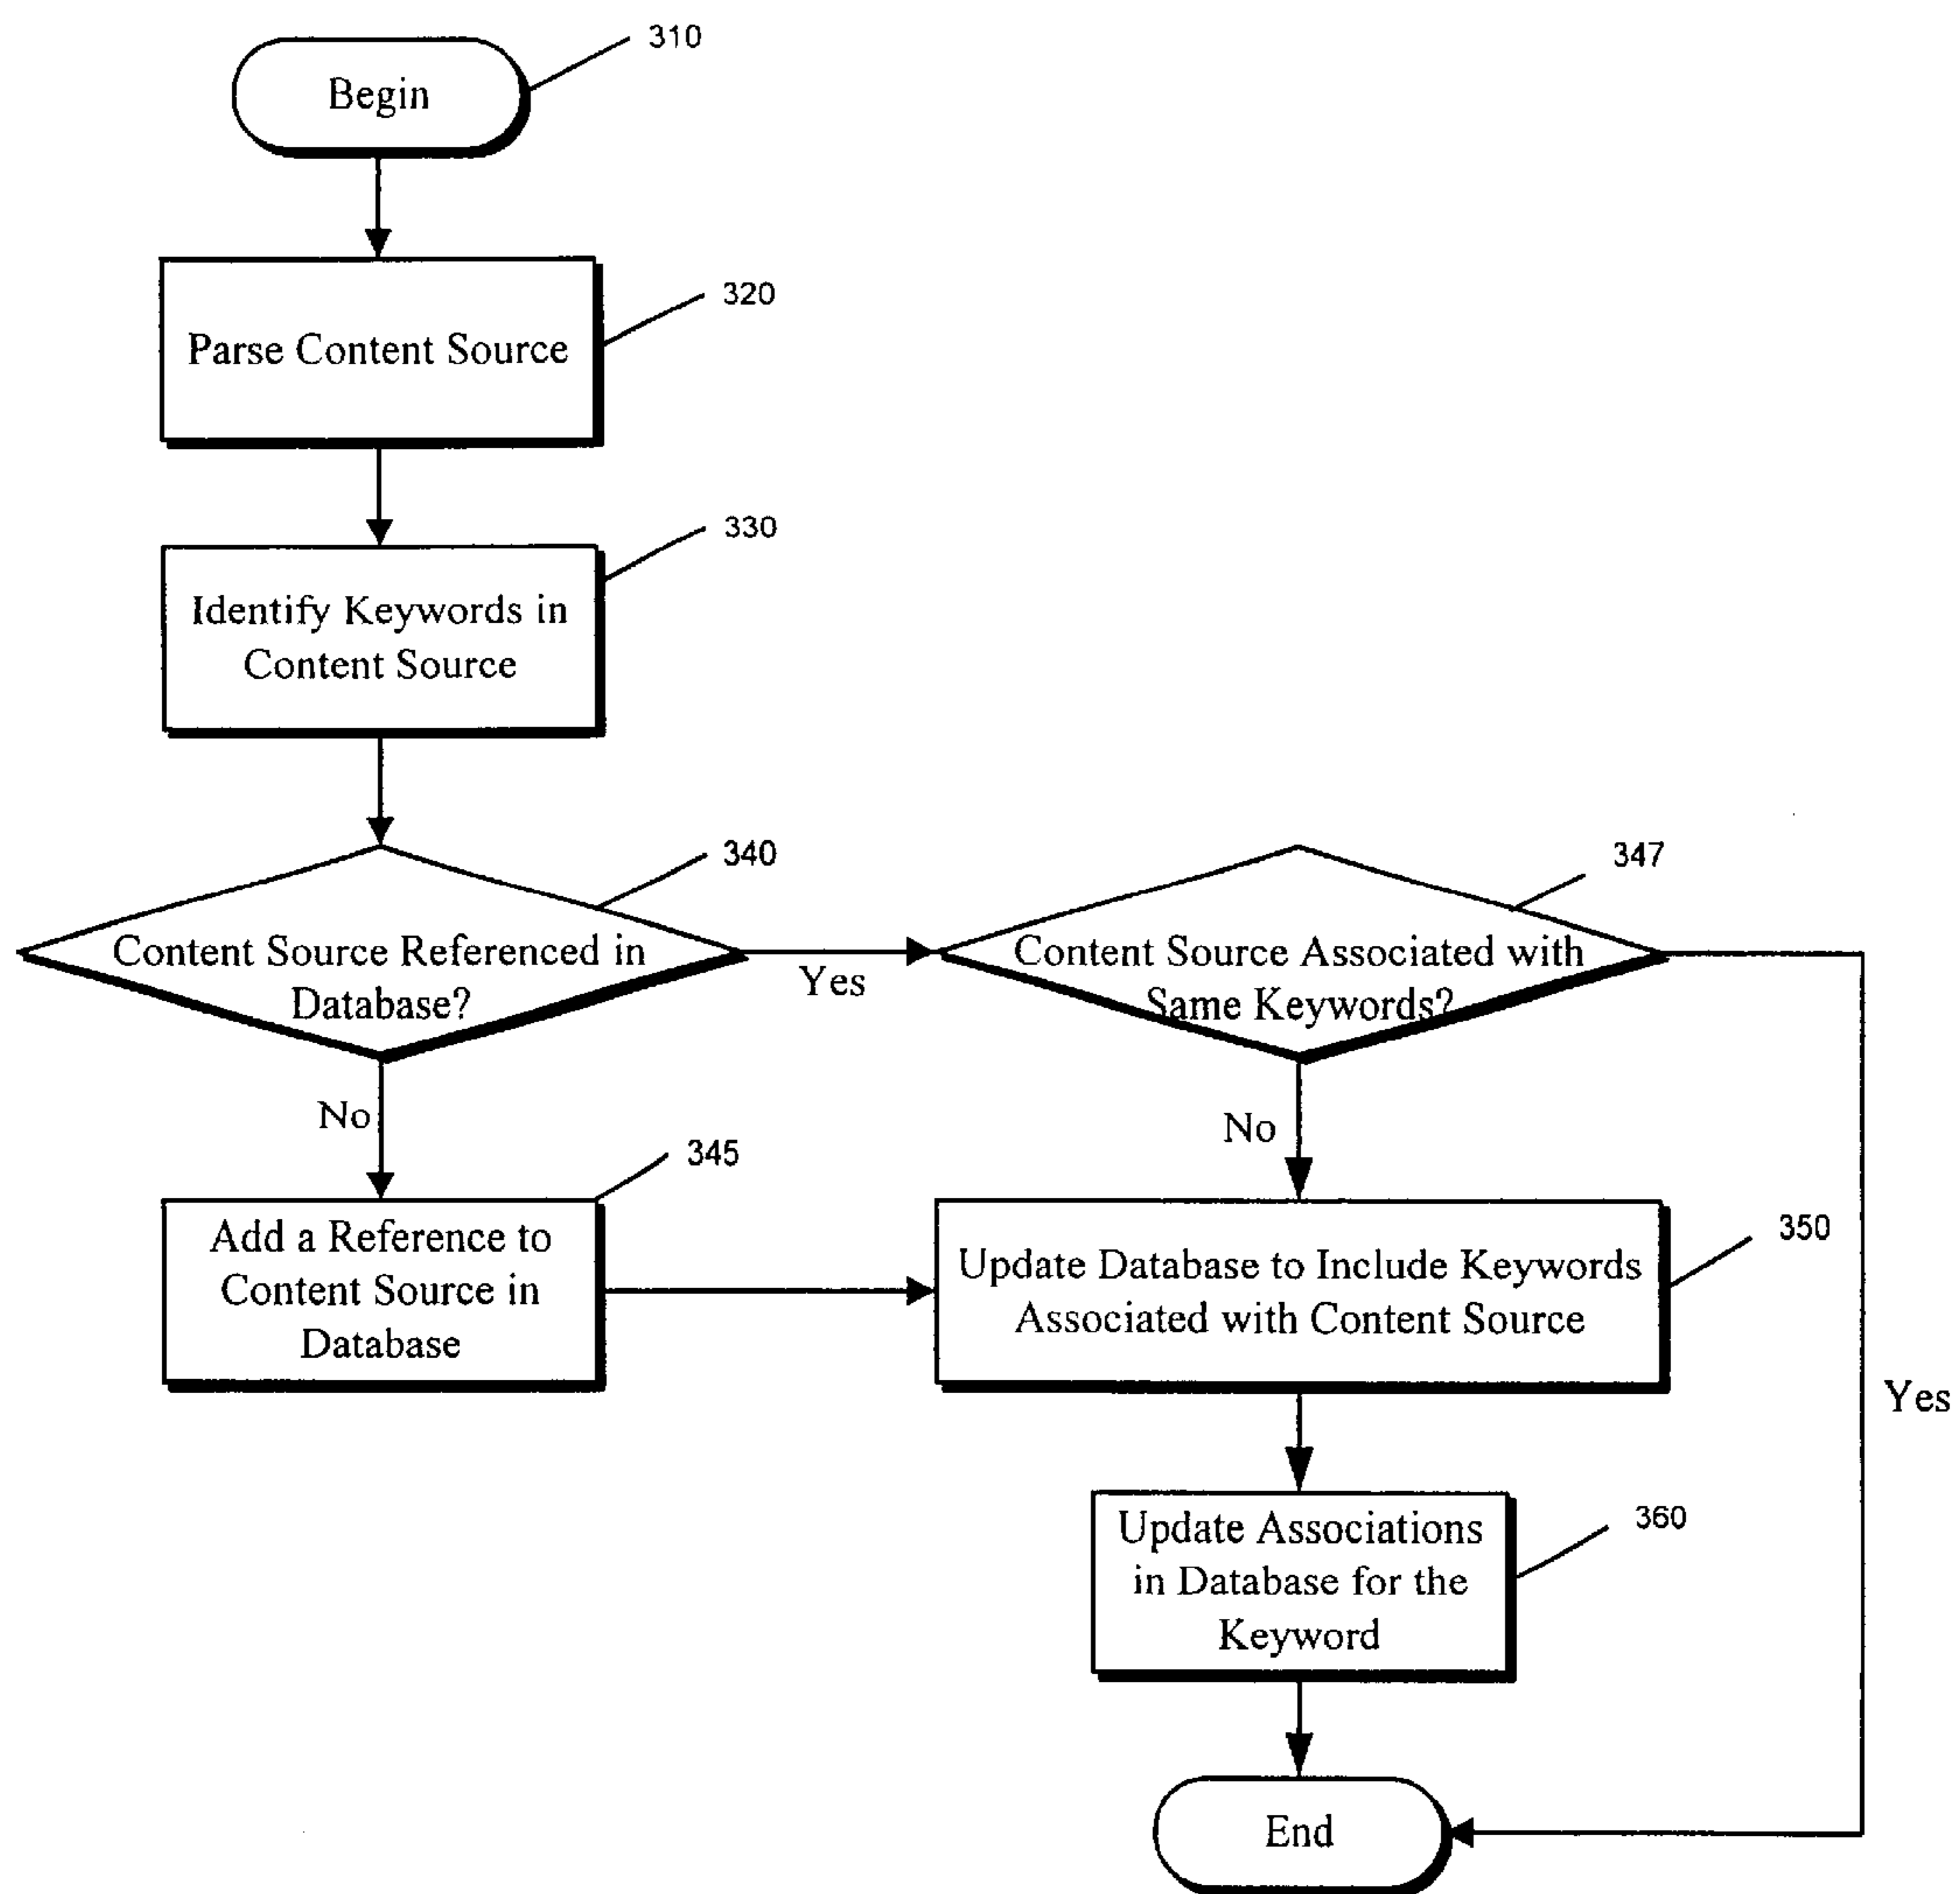 310
Begin
320
Parse Content Source
330
Identify Keywords in
Content Source
340
Content Source Referenced in
Database?
Yes
347
Content Source Associated with
Same Keywords?
No
345
Add a Reference to
Content Source in
Database
No
350
Update Database to Include Keywords
Associated with Content Source
Yes
360
Update Associations
in Database for the
Keyword
End